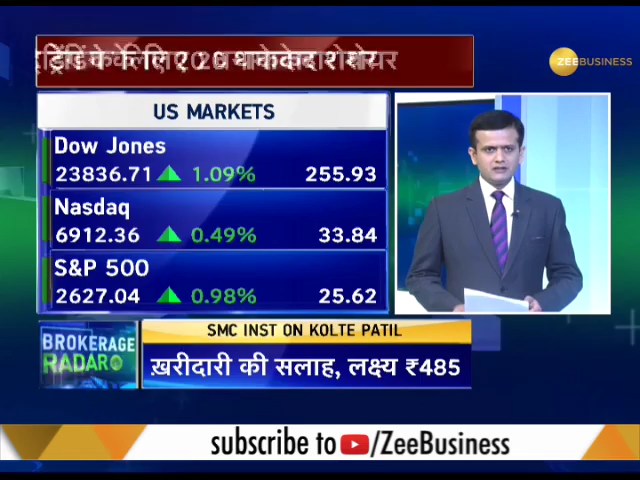 ZEEBUSINESS
US MARKETS
Dow Jones
23836.71 1.09% 255.93
Nasdaq
6912.36 0.49% 33.84
S&P 500
2627.04 0.98% 25.62
BROKERAGE
RADAR
SMC INST ON KOLTE PATIL
ख़रीदारी की सलाह, लक्ष्य ₹485
subscribe to /ZeeBusiness